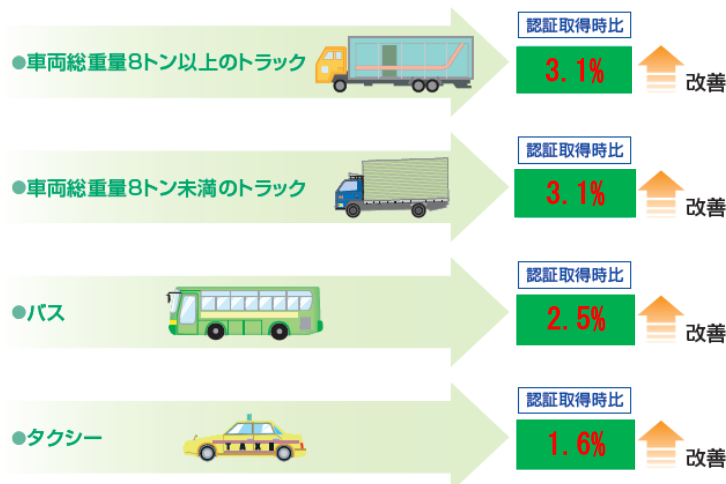 認証取得時比
●車両総重量8トン以上のトラック
3.1%
改善
認証取得時比
●車両総重量8トン未満のトラック
3.1%
改善
認証取得時比
●バス
2.5%
改善
認証取得時比
●タクシー
TAXI
1.6%
改善